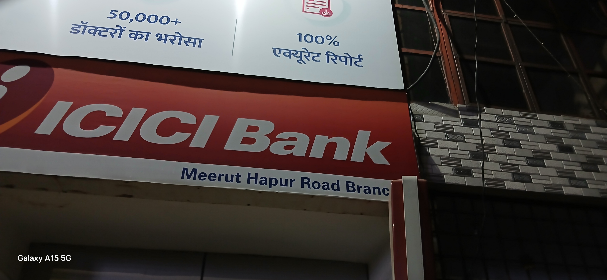 50,000+
डॉक्टरों का भरोसा
100%
एक्यूरेट रिपोर्ट
ICICI Bank
Meerut Hapur Road Branc
Galaxy A15 5G